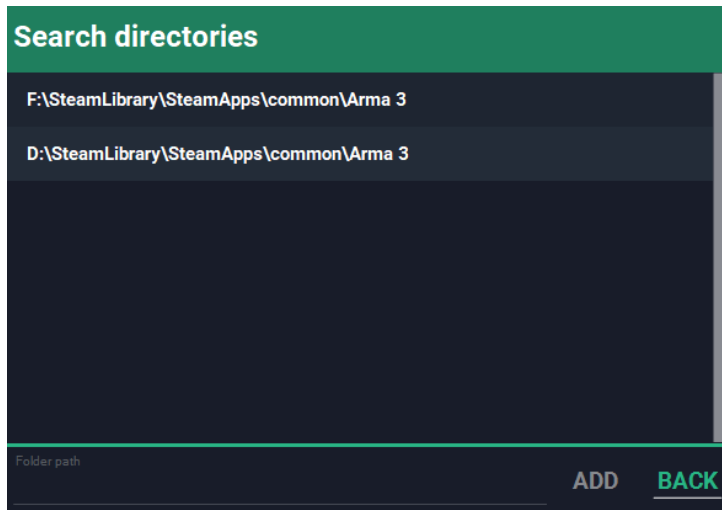 Search directories
F:\SteamLibrary\SteamApps\common\Arma 3
D:\SteamLibrary\SteamApps\common\Arma 3
Folder path
ADD BACK